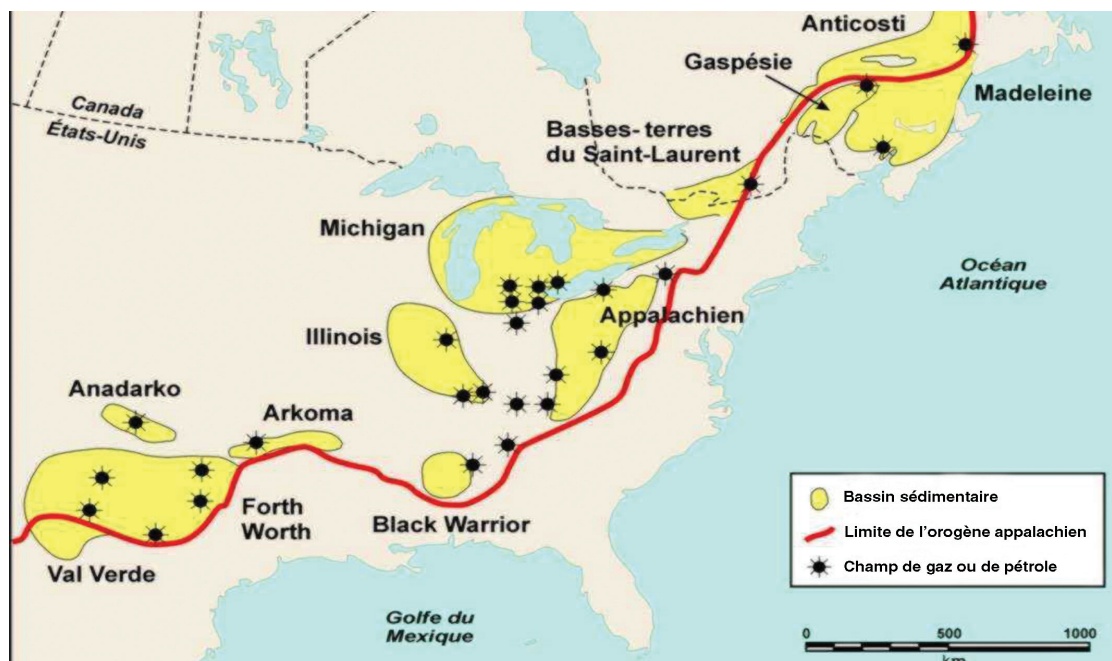 Anticosti
Gaspésie
Madeleine
Canada
États-Unis
Basses-terres
du Saint-Laurent
Michigan
Océan
Atlantique
Appalachien
Illinois
Anadarko
Arkoma
Forth
Worth
Black Warrior
Val Verde
Golfe du
Mexique
Bassin sédimentaire
Limite de l'orogène appalachien
Champ de gaz ou de pétrole
0 500 1000
km